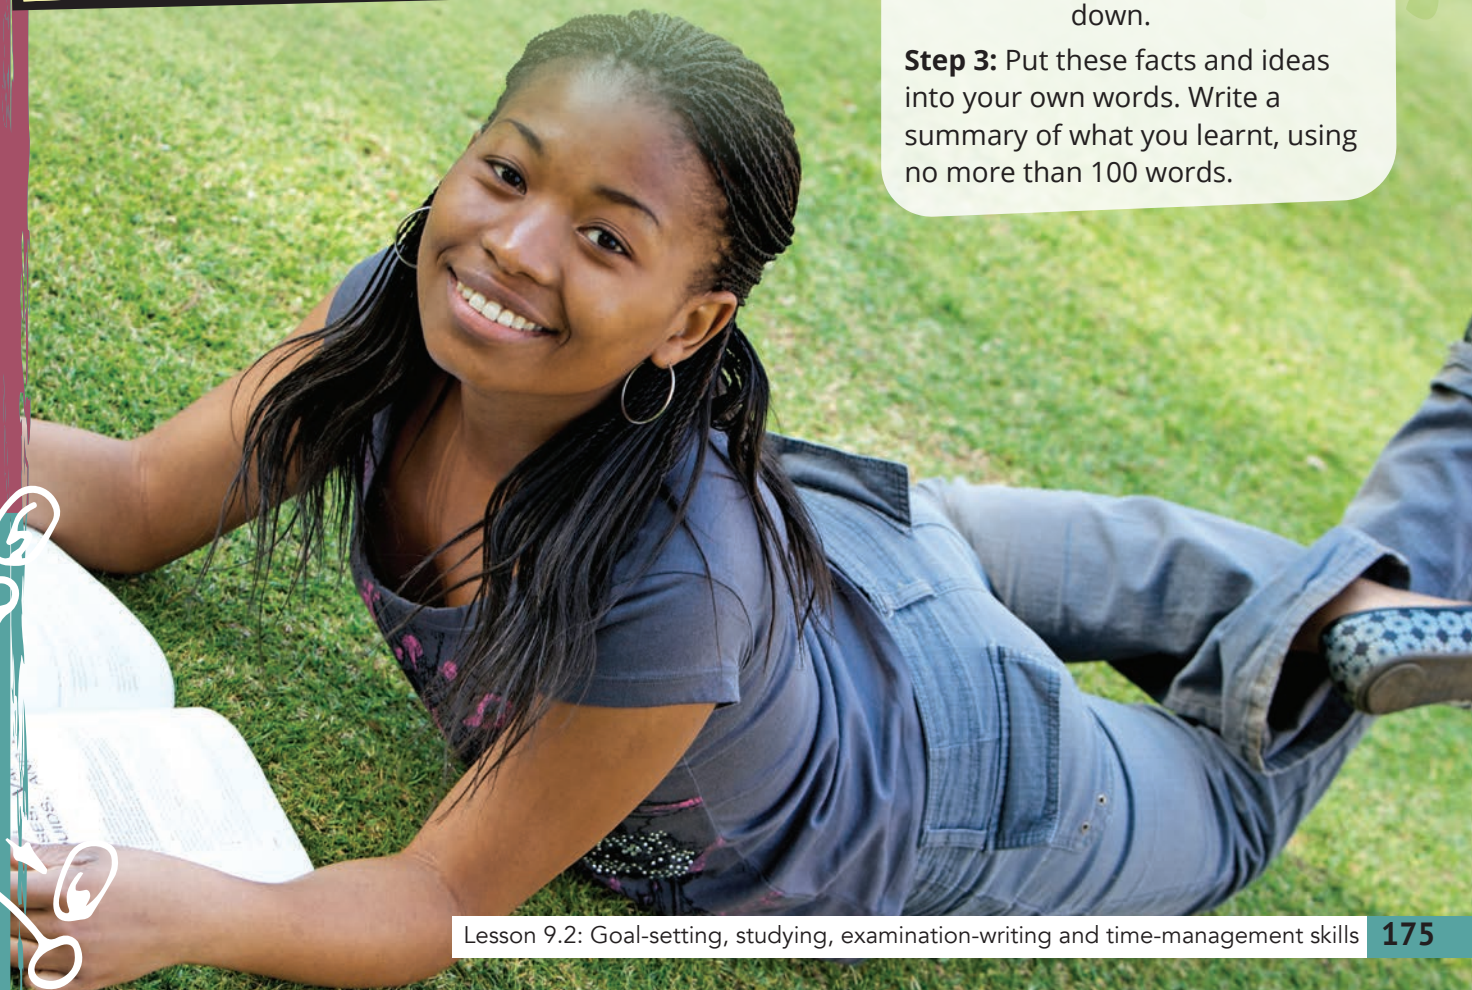 down.
Step 3: Put these facts and ideas
into your own words. Write a
summary of what you learnt, using
no more than 100 words.
Lesson 9.2: Goal-setting, studying, examination-writing and time-management skills 175